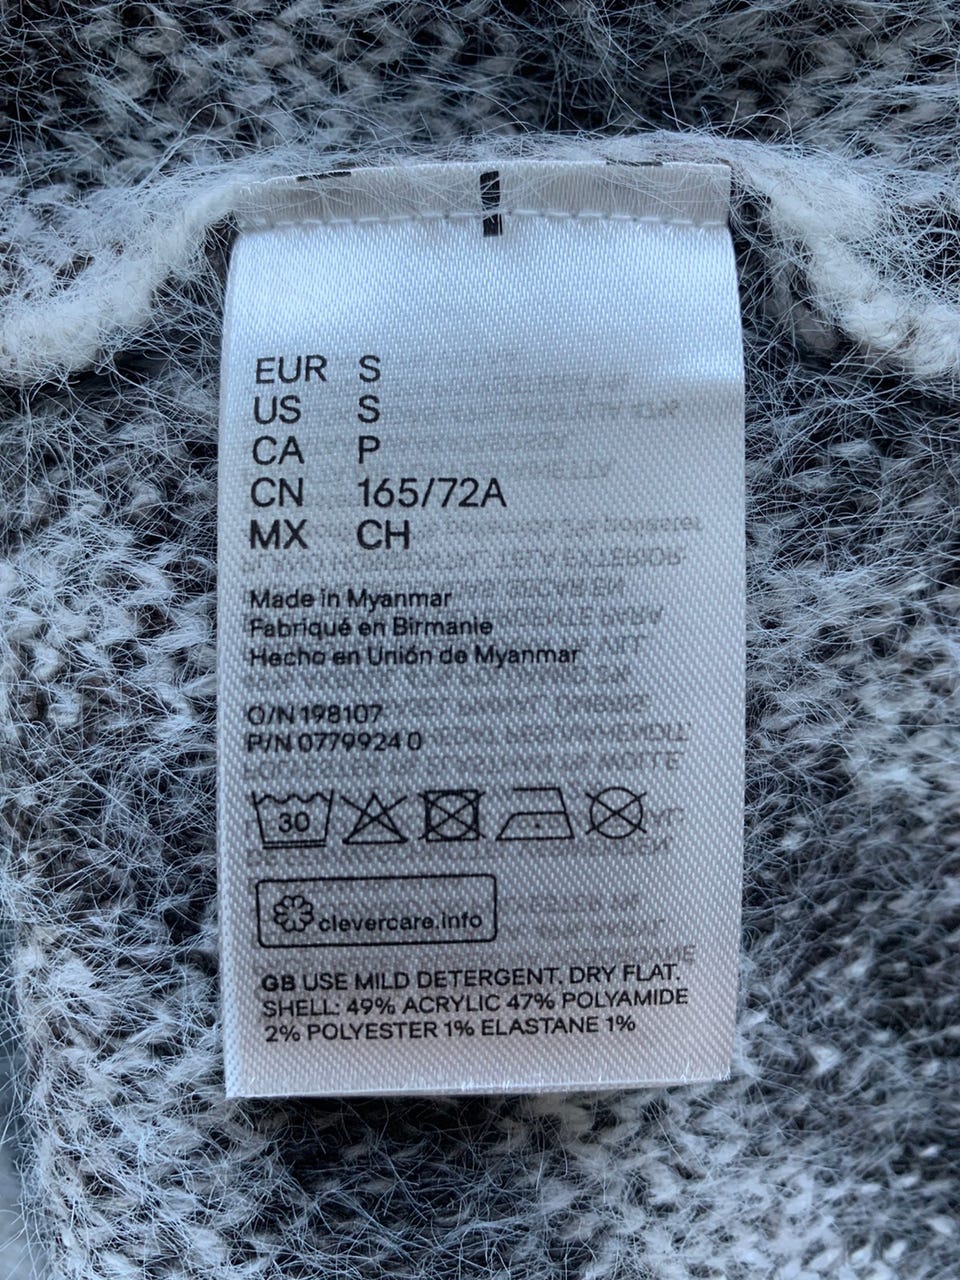 EUR S
US S
CA P
CN 165/72A
MX CH
Made in Myanmar
Fabriqué en Birmanie
Hecho en Unión de Myanmar
O/N 198107
P/N 0779924 0
30
clevercare.info
GB USE MILD DETERGENT. DRY FLAT.
SHELL: 49% ACRYLIC 47% POLYAMIDE
2% POLYESTER 1% ELASTANE 1%